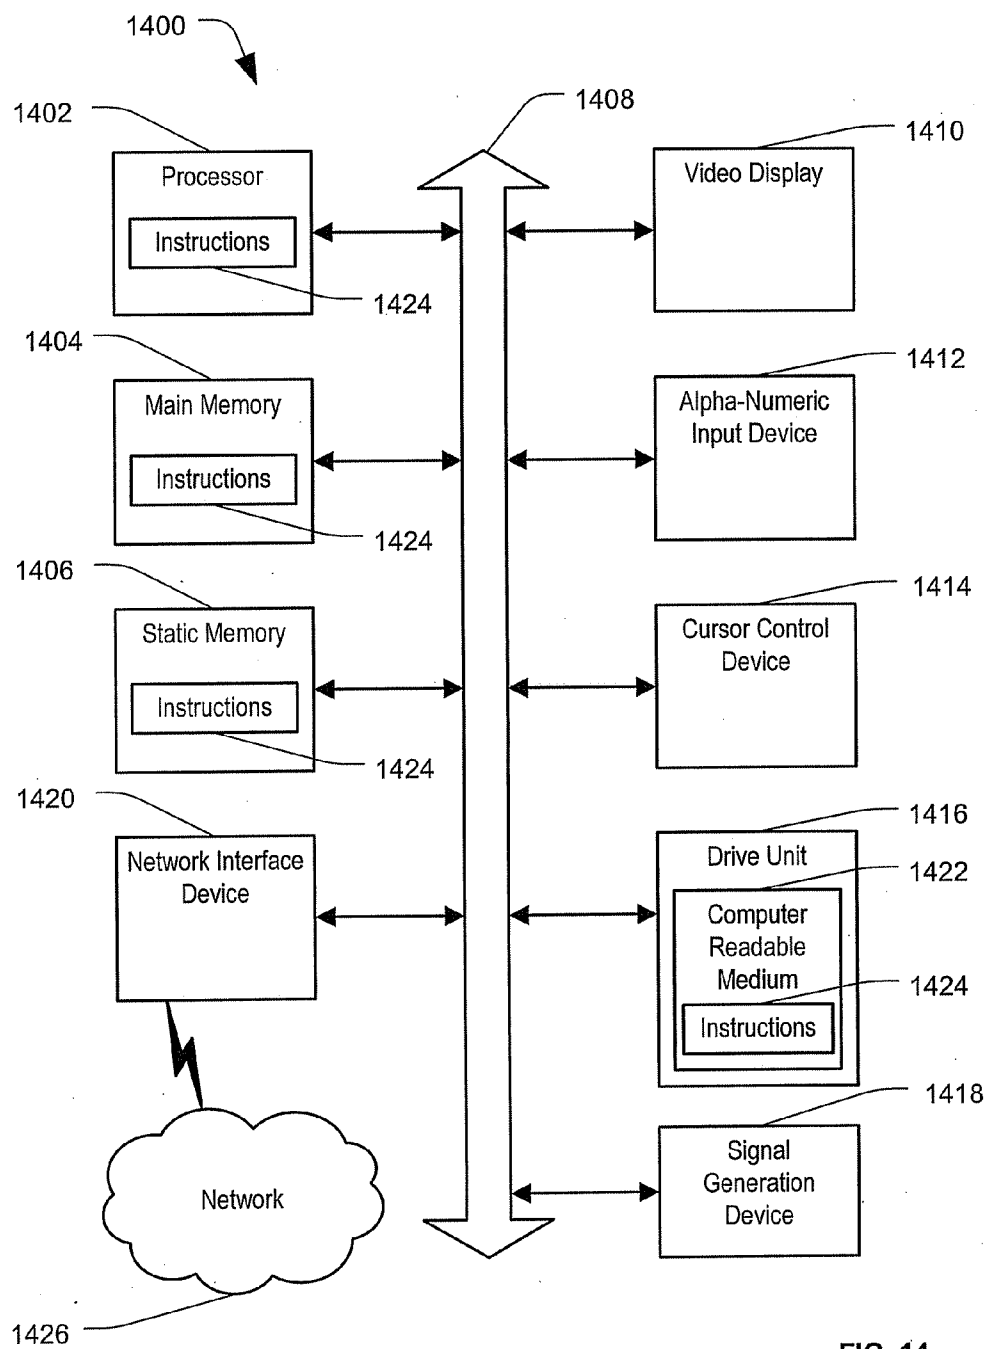 1400
1408
1402
1410
Processor
Instructions
1424
Video Display
1404
1412
Main Memory
Instructions
1424
Alpha-Numeric
Input Device
1406
1414
Static Memory
Instructions
1424
Cursor Control
Device
1420
1416
Network Interface
Device
Drive Unit
1422
Computer
Readable
Medium
1424
Instructions
1418
Signal
Generation
Device
Network
1426